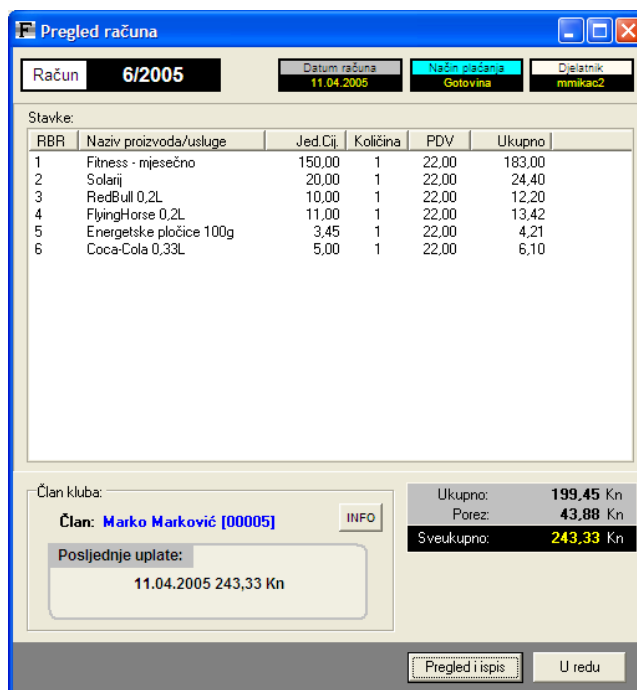 F Pregled računa
Račun 6/2005
Datum računa Način plaćanja Djelatnik
11.04.2005 Gotovina mmikac2
Stavke:
RBR Naziv proizvoda/usluge Jed.Cij. Količina PDV Ukupno
1 Fitness - mjesečno 150,00 1 22,00 183,00
2 Solarij 20,00 1 22,00 24,40
3 RedBull 0,2L 10,00 1 22,00 12,20
4 FlyingHorse 0,2L 11,00 1 22,00 13,42
5 Energetske pločice 100g 3,45 1 22,00 4,21
6 Coca-Cola 0,33L 5,00 1 22,00 6,10
Član kluba:
Član: Marko Marković [00005] INFO
Posljednje uplate:
11.04.2005 243,33 Kn
Ukupno: 199,45 Kn
Porez: 43,88 Kn
Sveukupno: 243,33 Kn
Pregled i ispis U redu